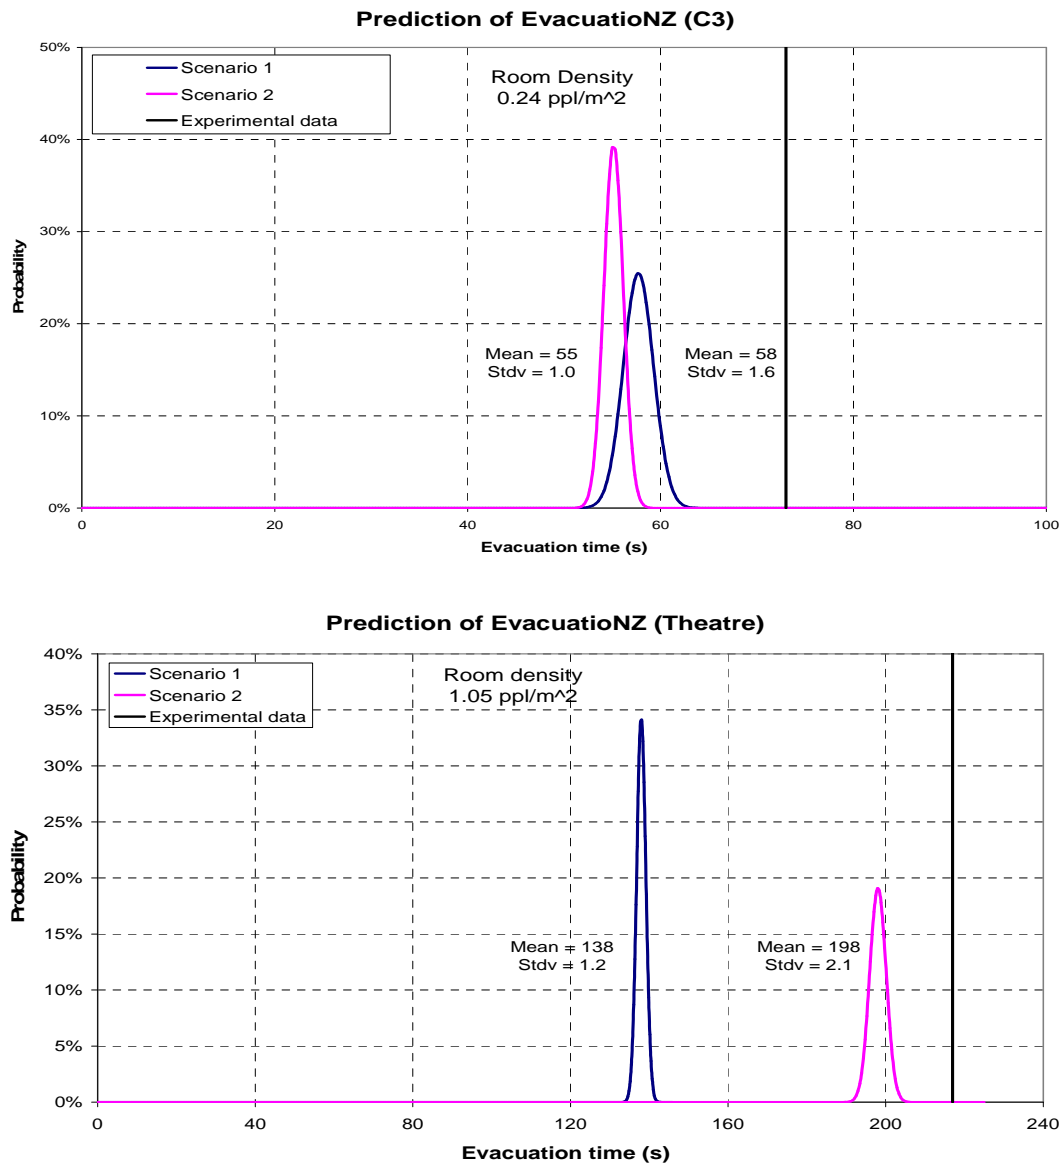 Prediction of EvacuatioNZ (C3)
50%
40%
30%
20%
10%
0%
Probability
Scenario 1
Scenario 2
Experimental data
Room Density
0.24 ppl/m^2
Mean = 55
Stdv = 1.0
Mean = 58
Stdv = 1.6
0 20 40 60 80 100
Evacuation time (s)
Prediction of EvacuatioNZ (Theatre)
40%
35%
30%
25%
20%
15%
10%
5%
0%
Probability
Scenario 1
Scenario 2
Experimental data
Room density
1.05 ppl/m^2
Mean = 138
Stdv = 1.2
Mean = 198
Stdv = 2.1
0 40 80 120 160 200 240
Evacuation time (s)